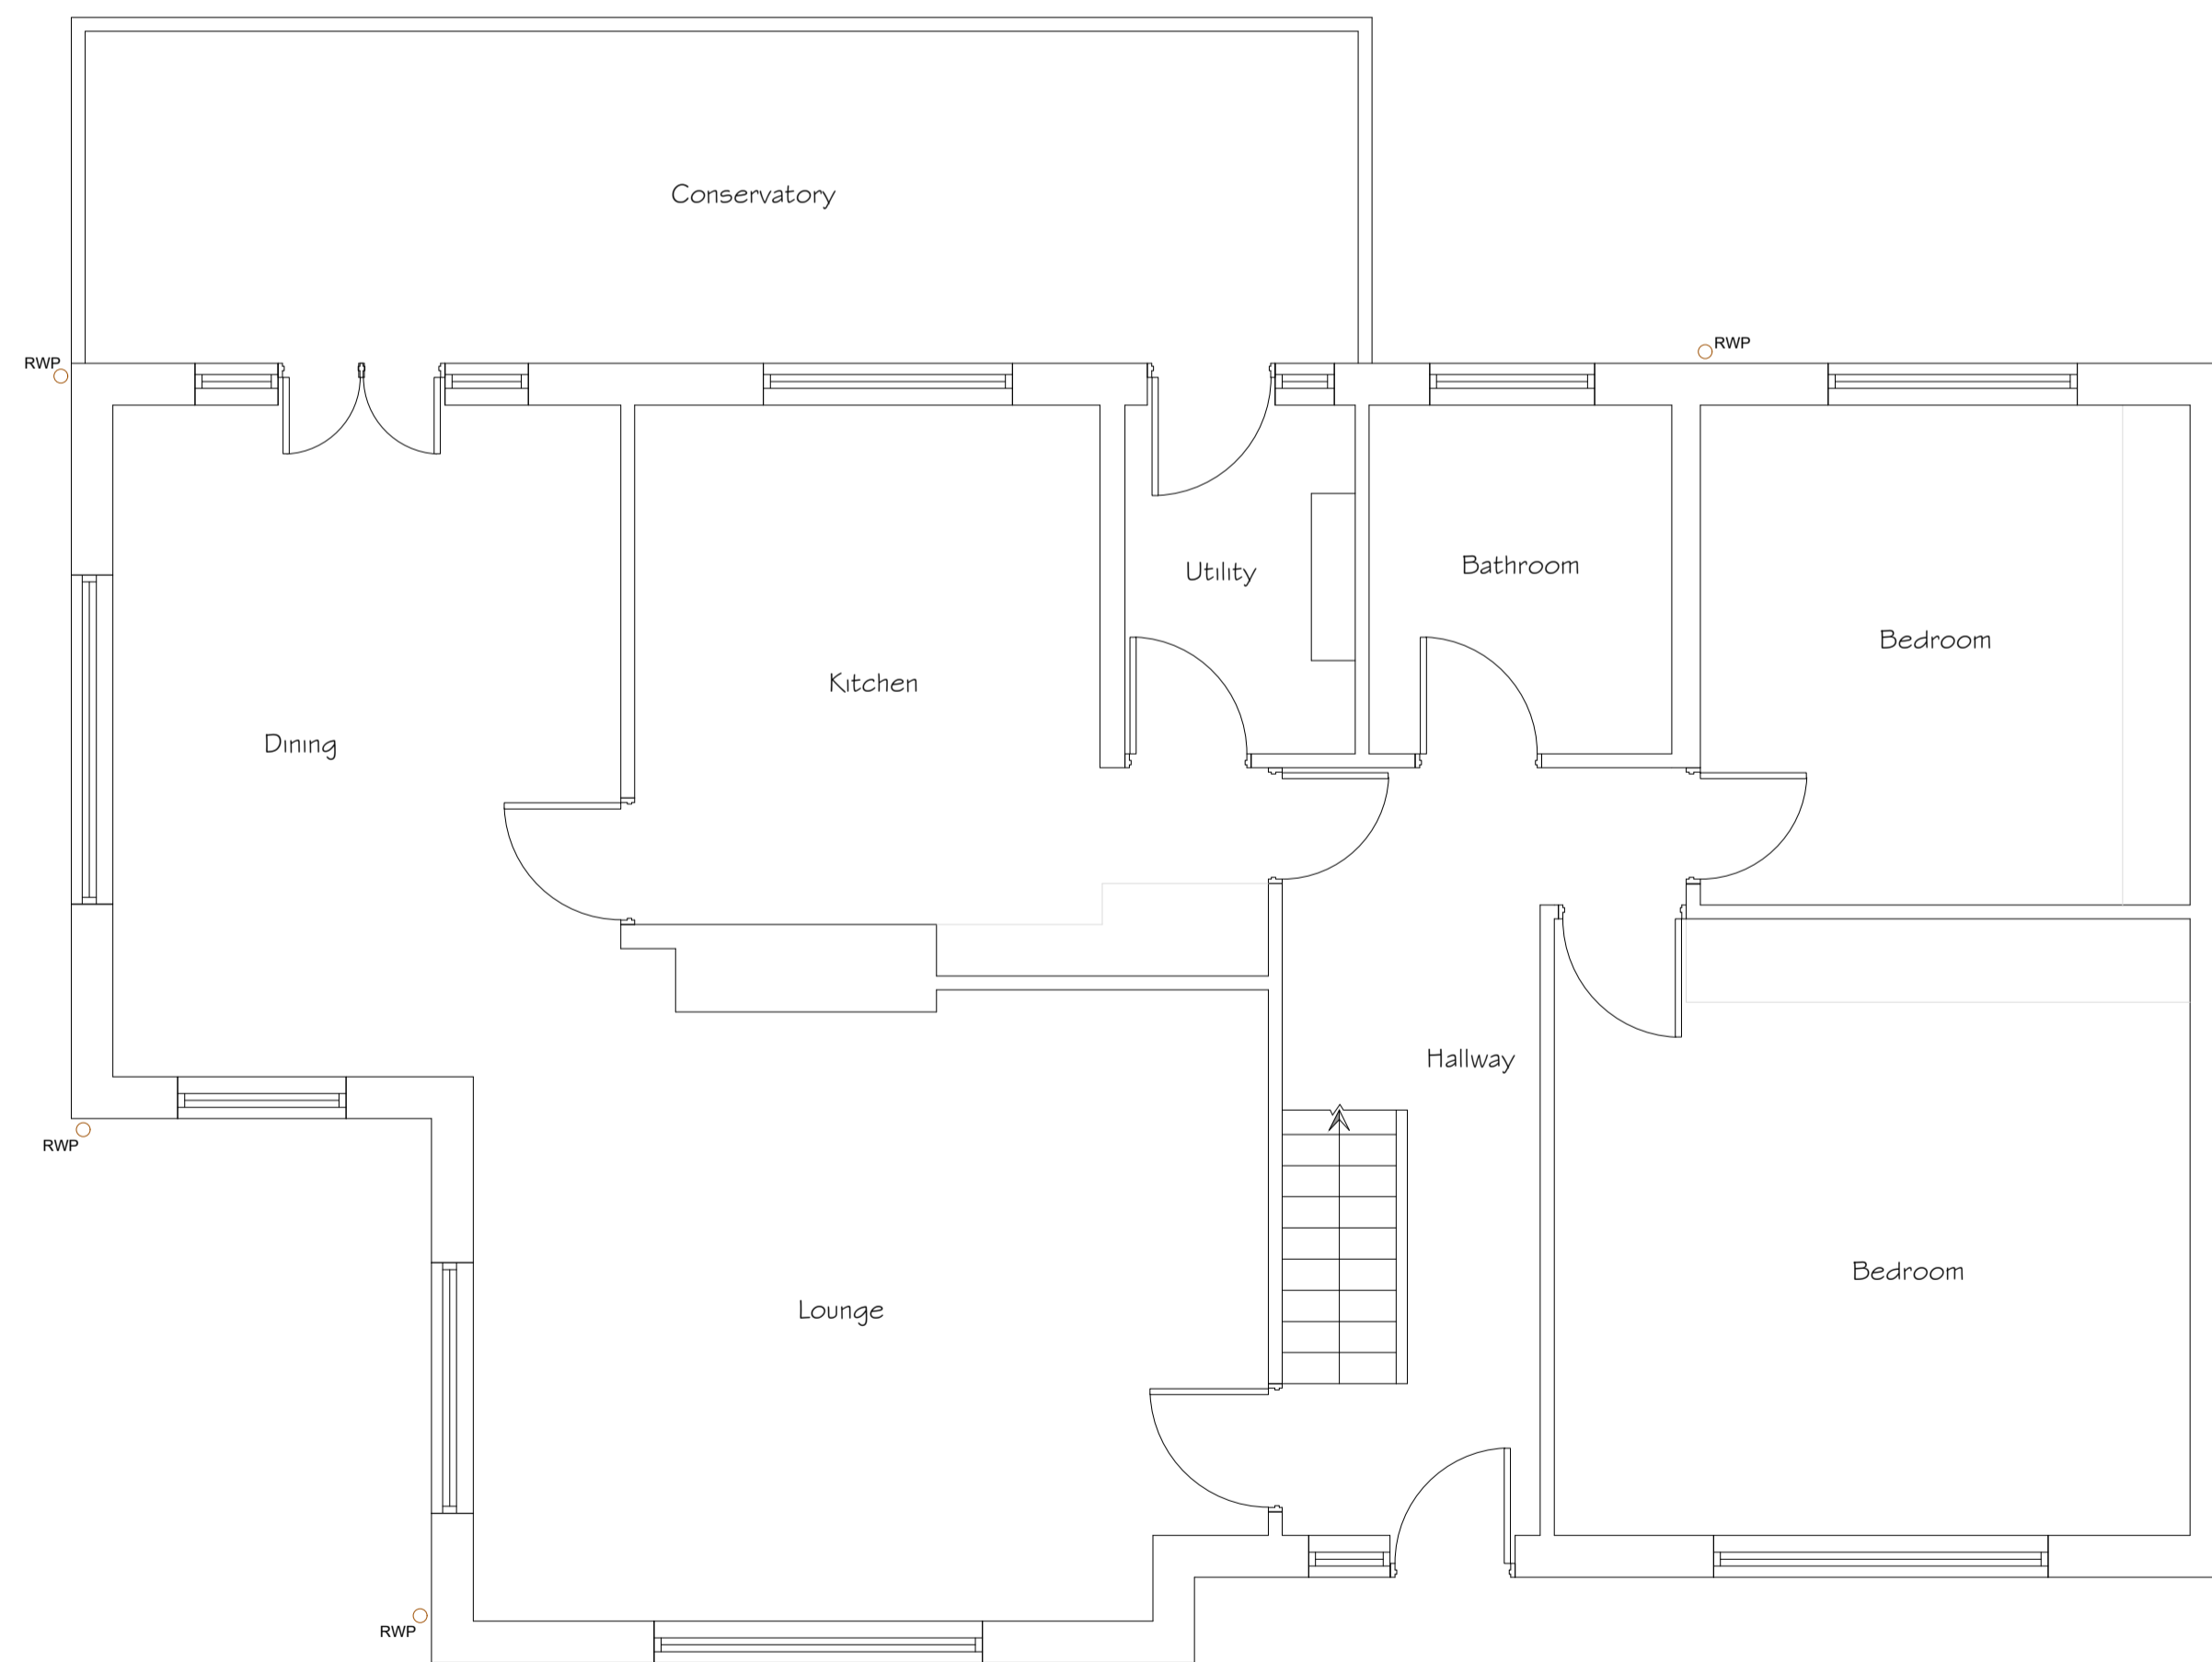 Conservatory
RWP
RWP
Bathroom
Utility
Bedroom
Kitchen
Dining
Hallway
RWP
Bedroom
Lounge
RWP